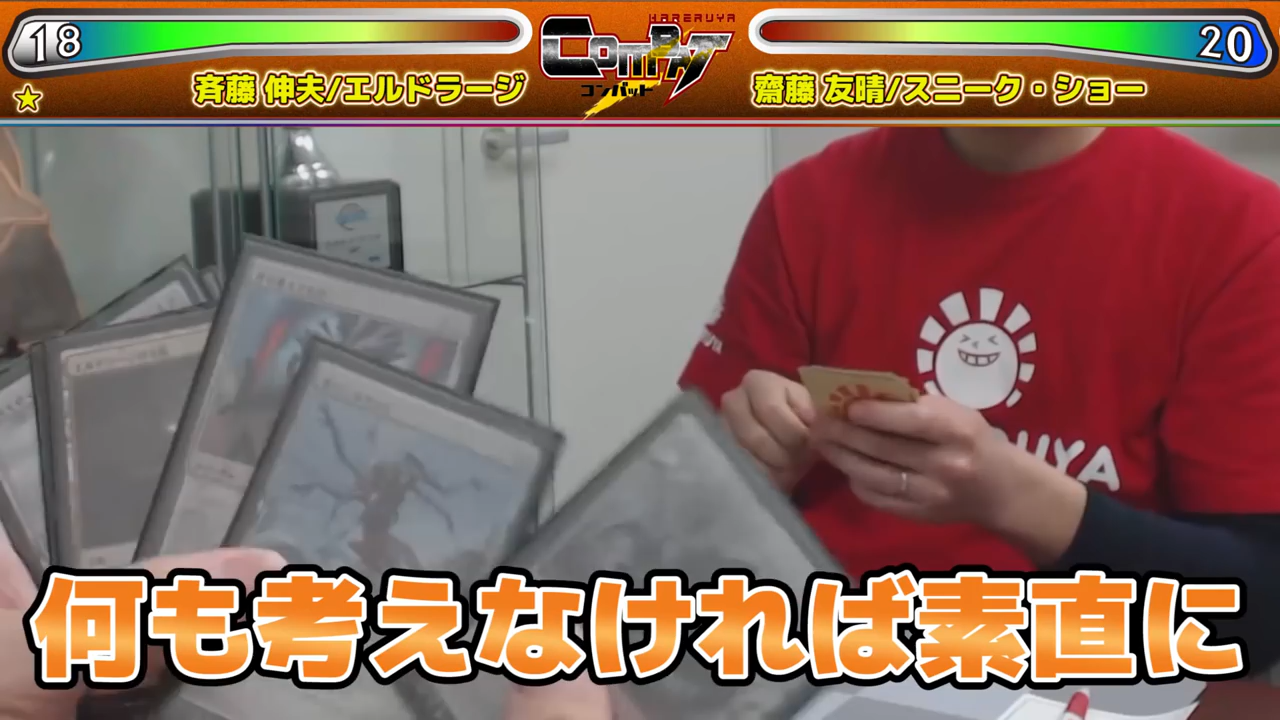 HARERUYA
18
COMBAT
20
コンバット
斉藤 伸夫/エルドラージ
齋藤 友晴/スニーク・ショー
何も考えなければ素直に